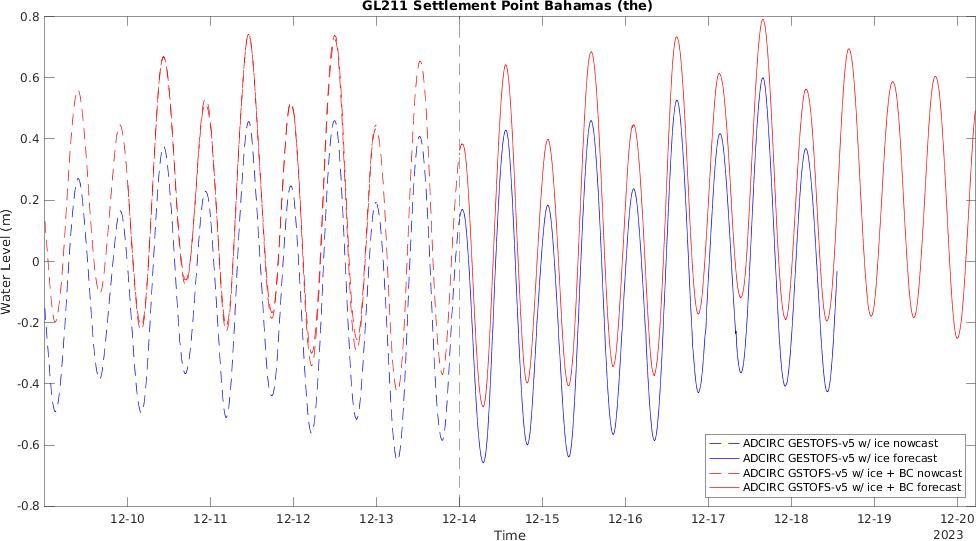 GL211 Settlement Point Bahamas (the)
0.8
0.6
0.4
0.2
0
-0.2
-0.4
-0.6
-0.8
Water Level (m)
ADCIRC GESTOFS-v5 w/ ice nowcast
ADCIRC GESTOFS-v5 w/ ice forecast
ADCIRC GSTOFS-v5 w/ ice + BC nowcast
ADCIRC GSTOFS-v5 w/ ice + BC forecast
12-10 12-11 12-12 12-13 12-14 12-15 12-16 12-17 12-18 12-19 12-20
Time
2023